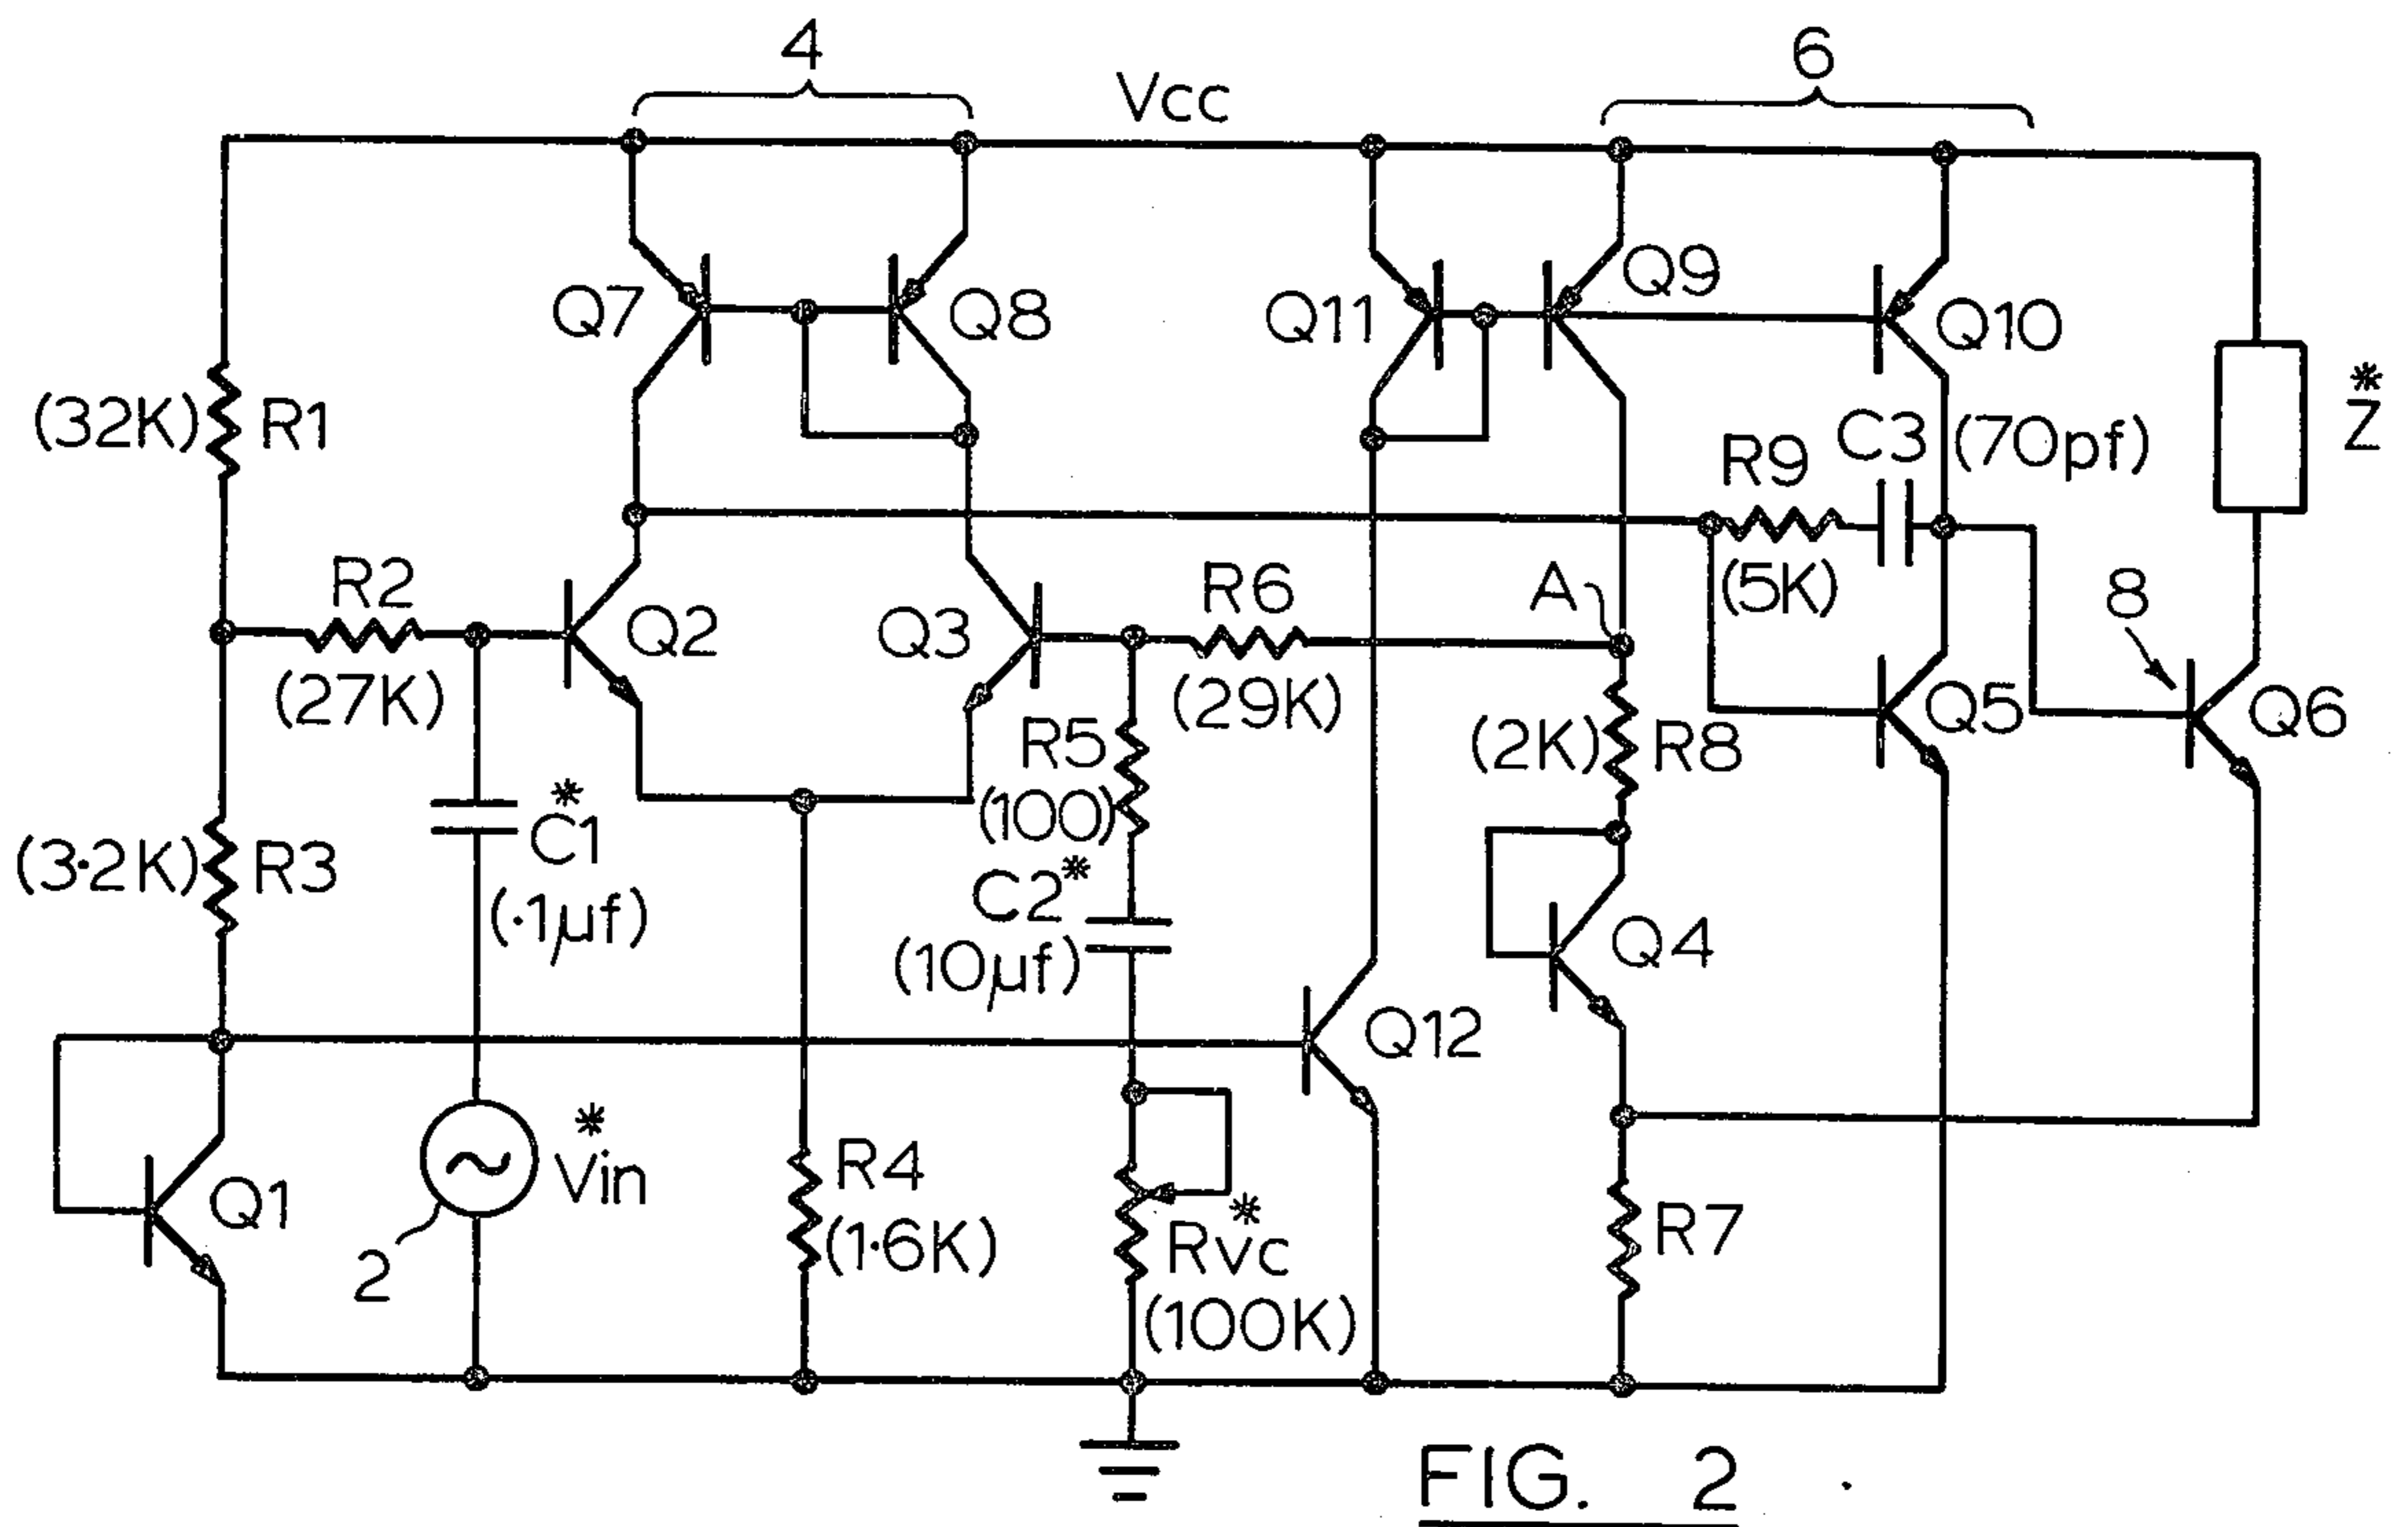 4
Vcc
6
Q7
Q8
Q11
Q9
Q10
(32K)
R1
R9
C3
(70pf)
*
Z
R2
(27K)
Q2
Q3
R6
(29K)
A
(5K)
8
Q5
Q6
R5
(100)
(2K)
R8
(3·2K)
R3
*
C1
(·1µf)
C2*
(10µf)
Q4
Q12
Q1
2
*
Vin
R4
(1·6K)
*
Rvc
(100K)
R7
FIG. 2